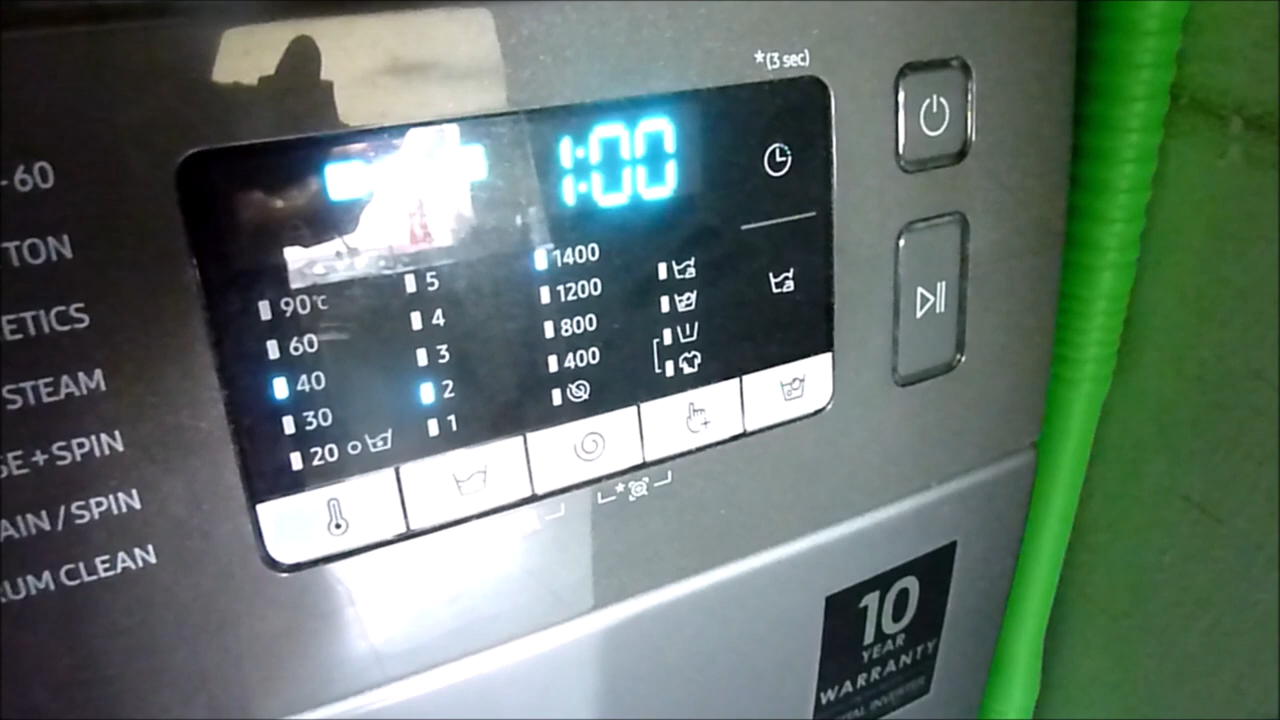 *(3 sec)
-60
TON
ETICS
STEAM
SE+SPIN
AIN/SPIN
UM CLEAN
1:00
90°c
60
40
30
20
5
4
3
2
1
1400
1200
800
400
10
YEAR
WARRANTY